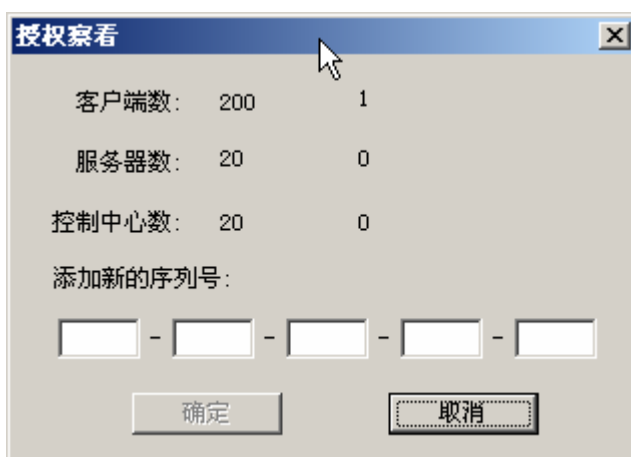 授权察看
客户端数: 200 1
服务器数: 20 0
控制中心数: 20 0
添加新的序列号:
- - - -
确定 取消